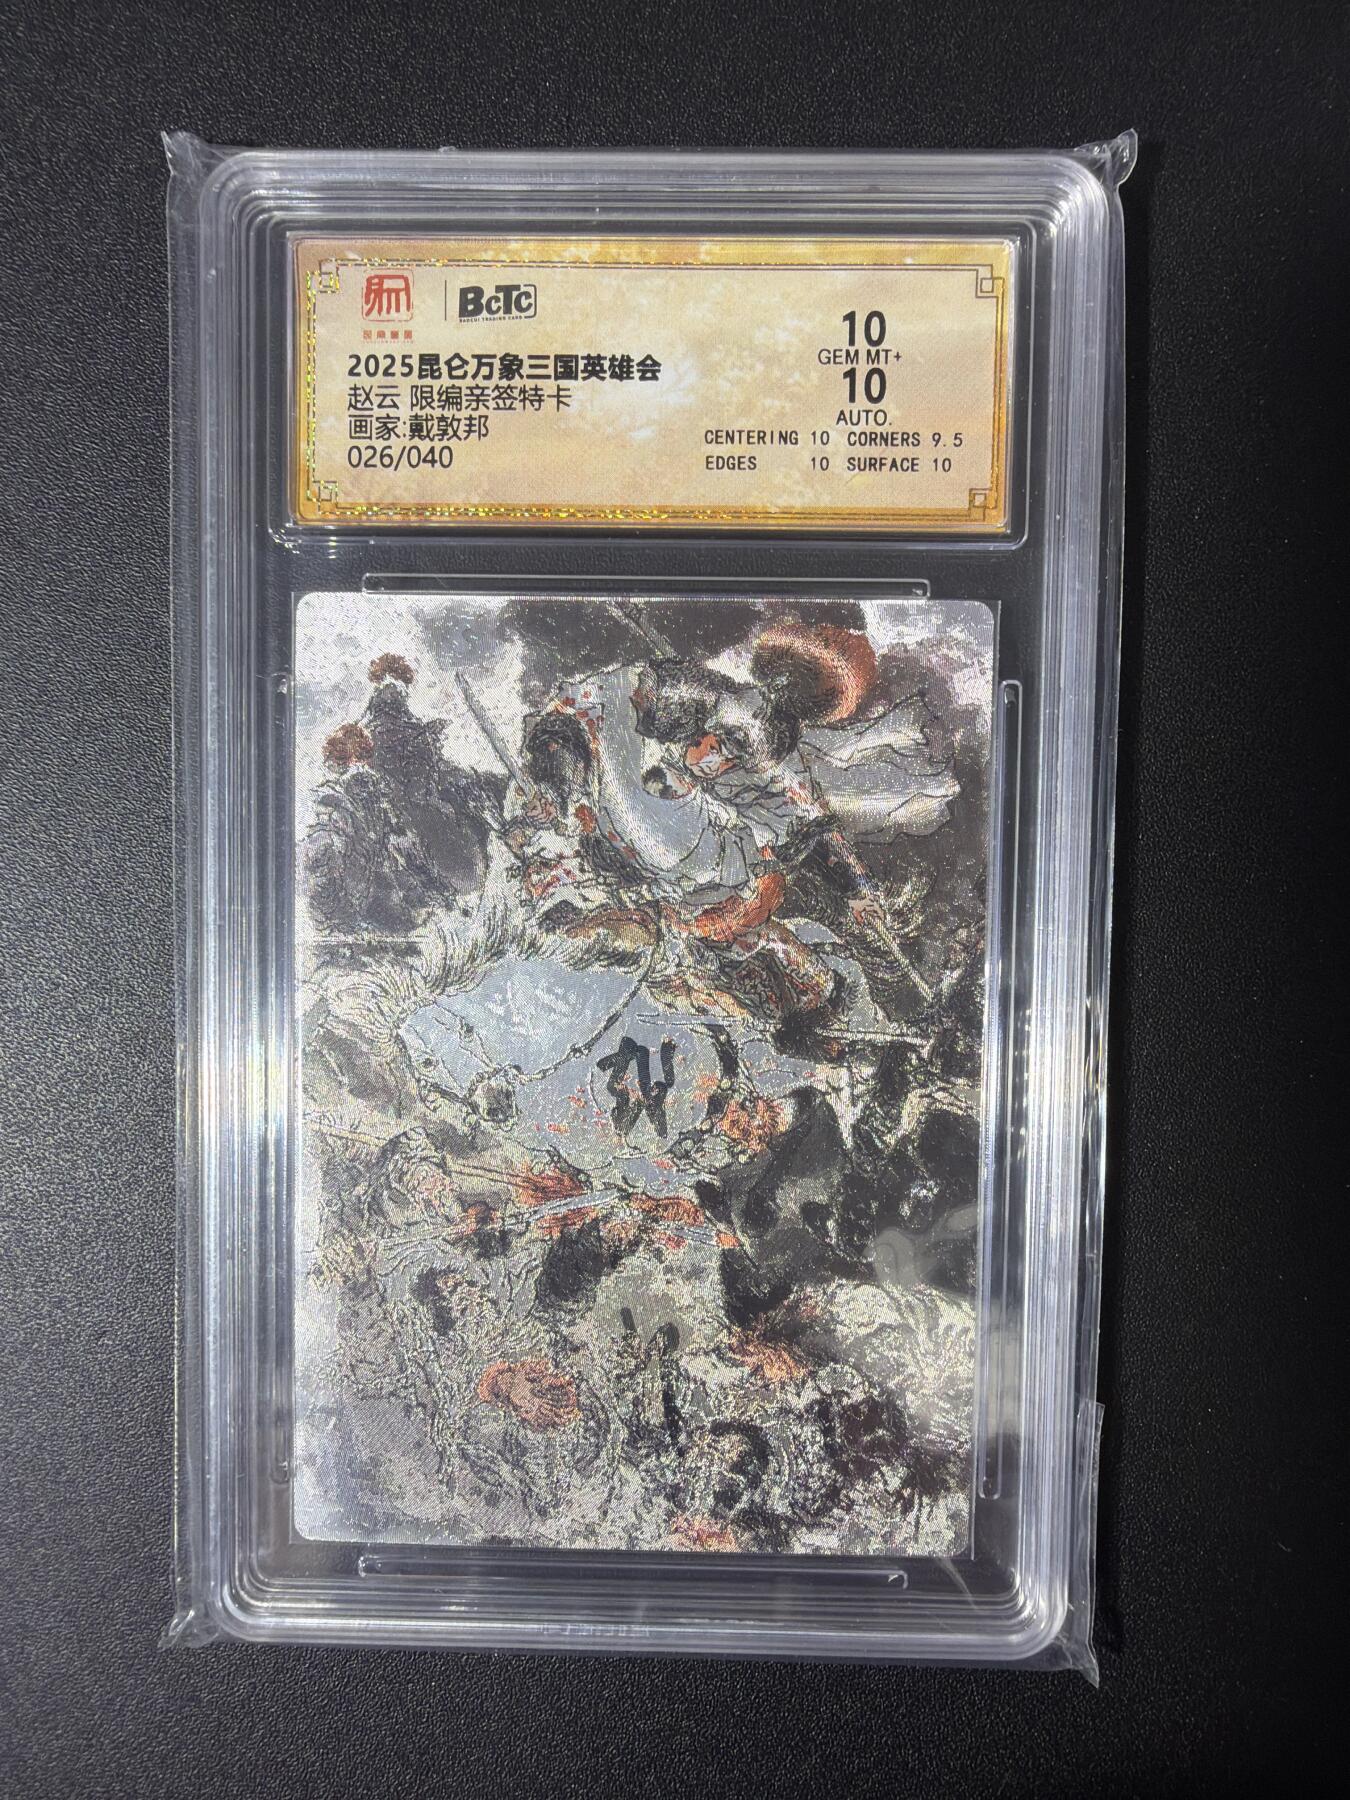 BCTC
2025昆仑万象三国英雄会
赵云 限编亲签特卡
画家:戴敦邦
026/040
10
GEM MT+
10
AUTO.
CENTERING 10 CORNERS 9.5
EDGES 10 SURFACE 10